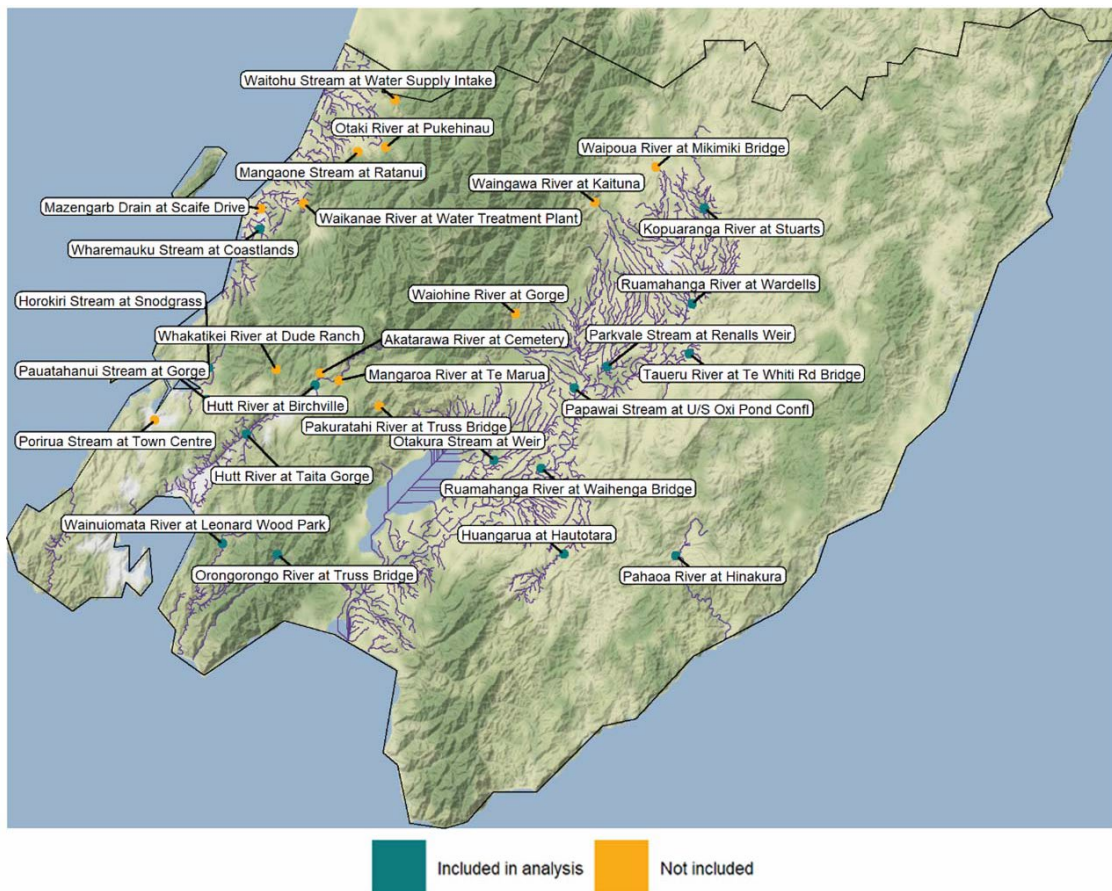 Waitohu Stream at Water Supply Intake
Otaki River at Pukehinau
Waipoua River at Mikimiki Bridge
Mangaone Stream at Ratanui
Waingawa River at Kaituna
Mazengarb Drain at Scaife Drive
Waikanae River at Water Treatment Plant
Kopuaranga River at Stuarts
Wharemauku Stream at Coastlands
Ruamahanga River at Wardells
Horokiri Stream at Snodgrass
Waiohine River at Gorge
Whakatikei River at Dude Ranch
Akatarawa River at Cemetery
Parkvale Stream at Renalls Weir
Pauatahanui Stream at Gorge
Mangaroa River at Te Marua
Taueru River at Te Whiti Rd Bridge
Hutt River at Birchville
Papawai Stream at U/S Oxi Pond Confl
Pakuratahi River at Truss Bridge
Porirua Stream at Town Centre
Otakura Stream at Weir
Hutt River at Taita Gorge
Ruamahanga River at Waihenga Bridge
Wainuiomata River at Leonard Wood Park
Huangarua at Hautotara
Orongorongo River at Truss Bridge
Pahaoa River at Hinakura
Included in analysis
Not included